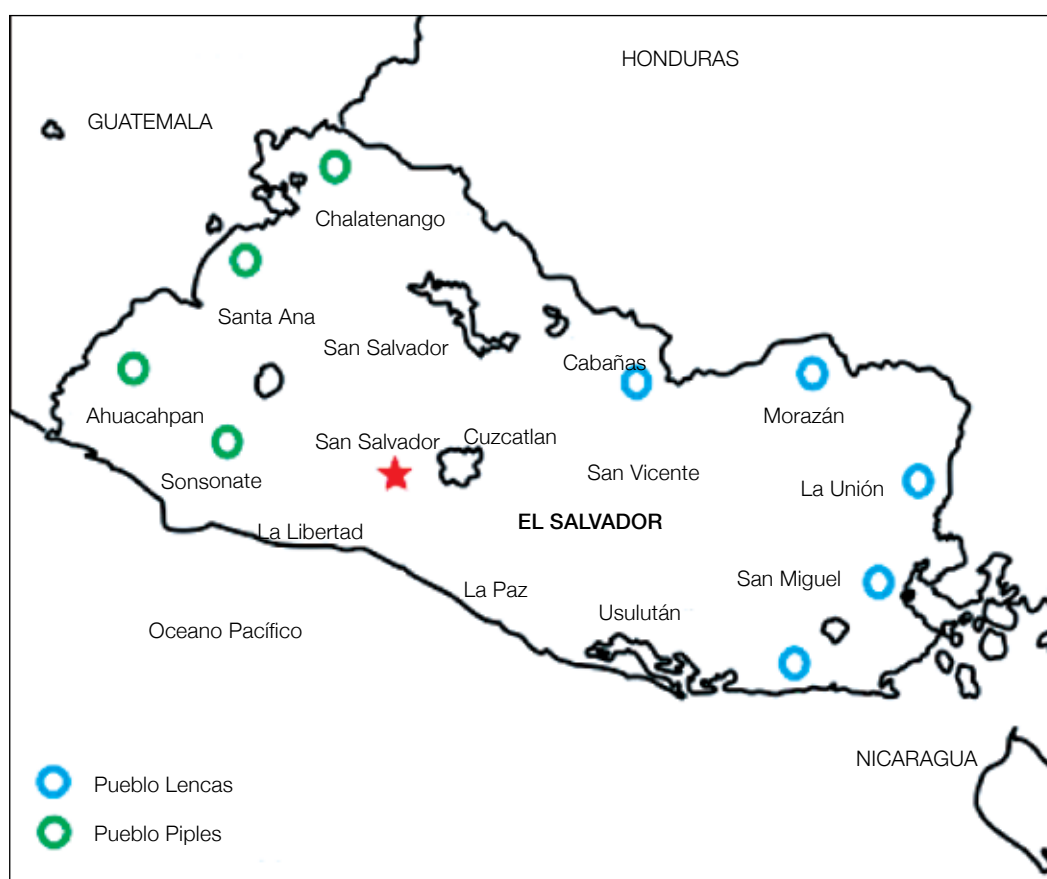 HONDURAS
GUATEMALA
Chalatenango
Santa Ana
San Salvador
Cabañas
Ahuacahpan
Morazán
San Salvador
Cuzcatlan
Sonsonate
San Vicente
La Unión
EL SALVADOR
La Libertad
San Miguel
La Paz
Usulután
Oceano Pacífico
NICARAGUA
Pueblo Lencas
Pueblo Piples